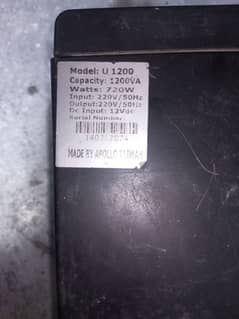 Model: U 1200
Capacity: 1200VA
Watts: 720W
Input: 220V/50Hz
Output:220V/50Hz
Dc Input: 12Vdc
Serial Number
MADE BY APOLLO